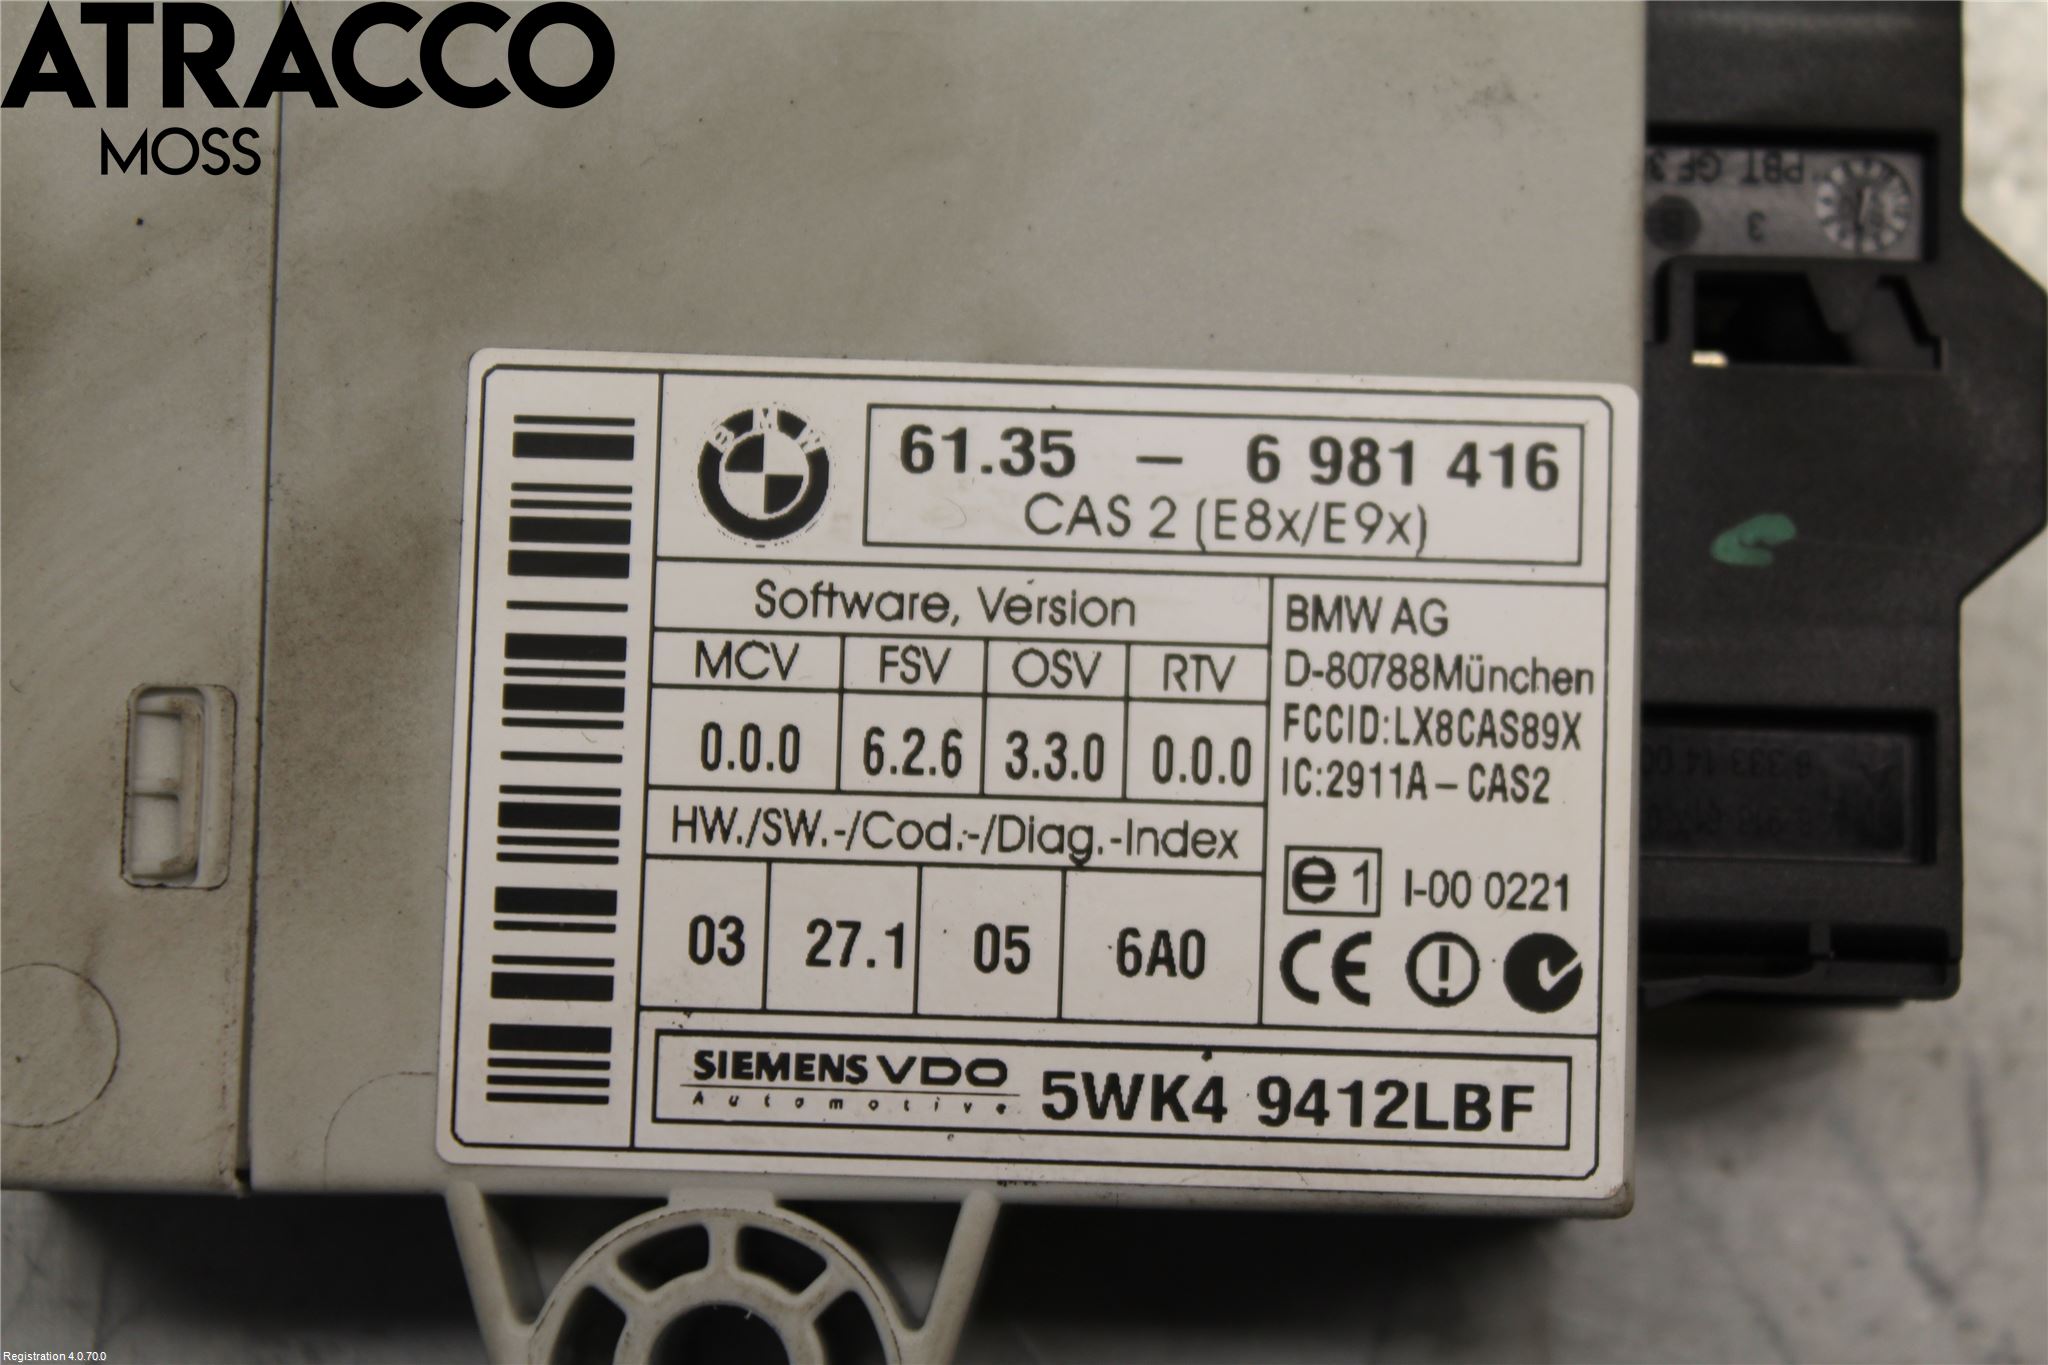 ATRACCO
MOSS
PBT GF 3
3
BMW
61.35 – 6 981 416
CAS 2 (E8x/E9x)
Software, Version
MCV FSV OSV RTV
0.0.0 6.2.6 3.3.0 0.0.0
BMW AG
D-80788München
FCCID:LX8CAS89X
IC:2911A – CAS2
HW./SW.-/Cod.-/Diag.-Index
03 27.1 05 6A0
e1 I-00 0221
CE
SIEMENS VDO
Automotive
5WK4 9412LBF
Registration 4.0.70.0